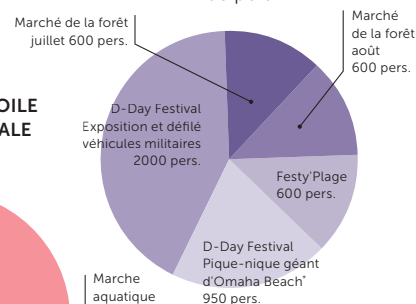 Marché de la forêt
juillet 600 pers.
Marché
de la forêt
août
600 pers.
OILE
ALE
D-Day Festival
Exposition et défilé
véhicules militaires
2000 pers.
Festy'Plage
600 pers.
D-Day Festival
Pique-nique géant
d'Omaha Beach*
950 pers.
Marche
aquatique